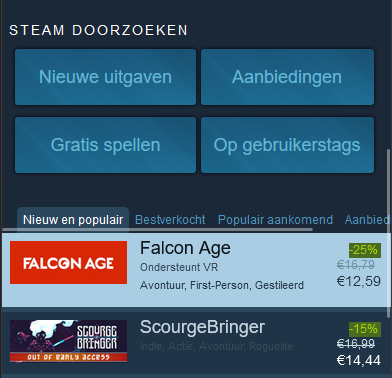 STEAM DOORZOEKEN
Nieuwe uitgaven
Aanbiedingen
Gratis spellen
Op gebruikerstags
Nieuw en populair Bestverkocht Populair aankomend Aanbied
FALCON AGE
Falcon Age
Ondersteunt VR
Avontuur, First-Person, Gestileerd
-25%
€16,79
€12,59
SCOURGE
BRINGER
OUT OF EARLY ACCESS
ScourgeBringer
Indie, Actie, Avontuur, Roguelite
-15%
€16,99
€14,44